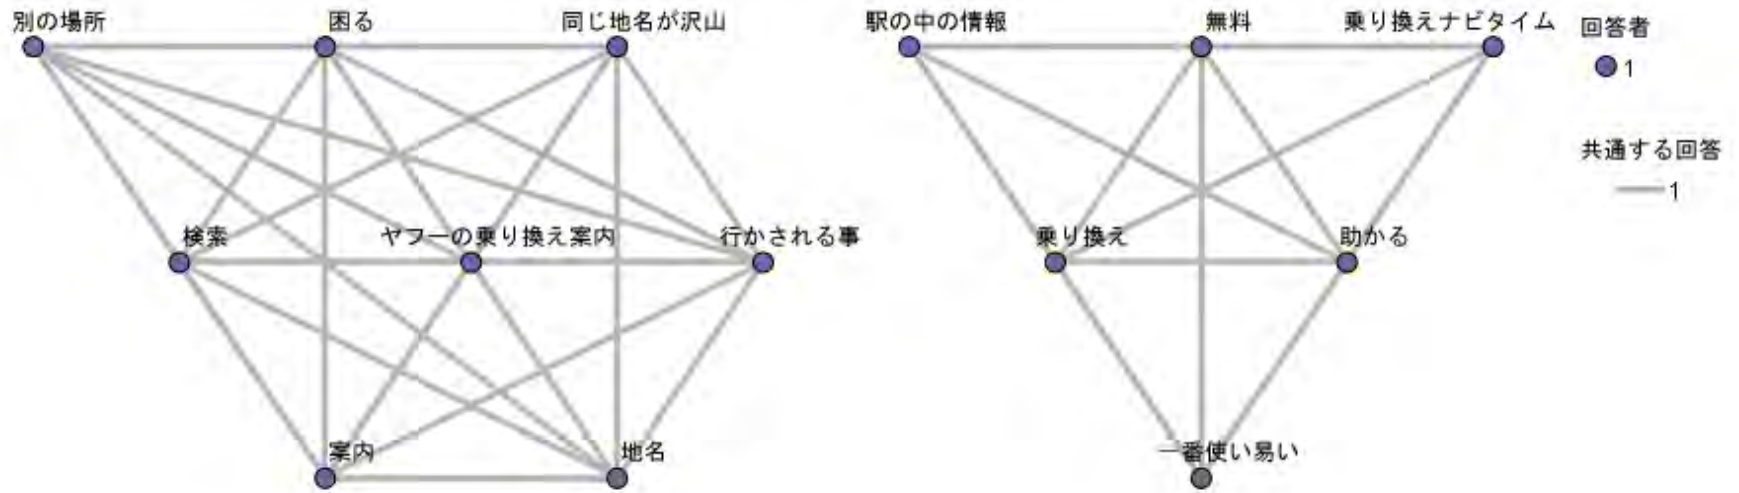 別の場所
困る
同じ地名が沢山
駅の中の情報
無料
乗り換えナビタイム
回答者
1
共通する回答
1
検索
ヤフーの乗り換え案内
行かされる事
乗り換え
助かる
案内
地名
一番使い易い